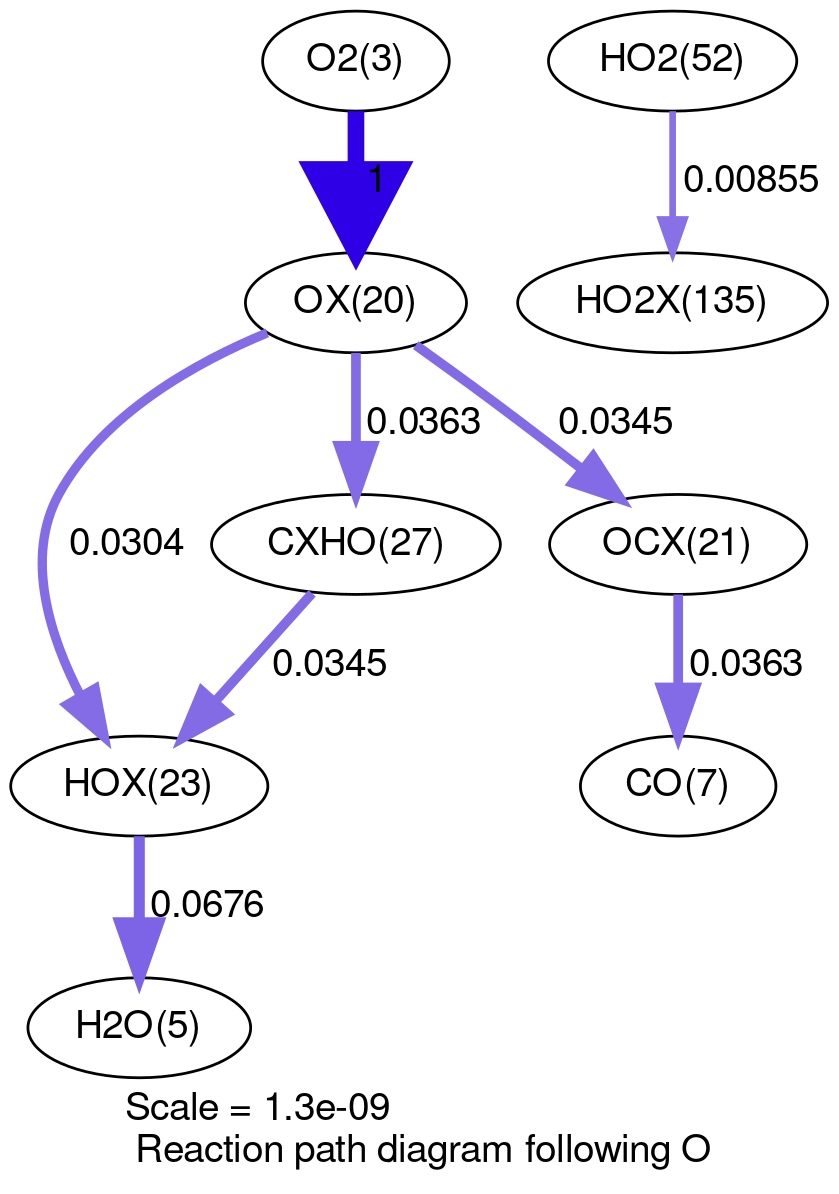 O2(3)
HO2(52)
1
0.00855
OX(20)
HO2X(135)
0.0363
0.0345
0.0304
CXHO(27)
OCX(21)
0.0345
0.0363
HOX(23)
CO(7)
0.0676
H2O(5)
Scale = 1.3e-09
Reaction path diagram following O